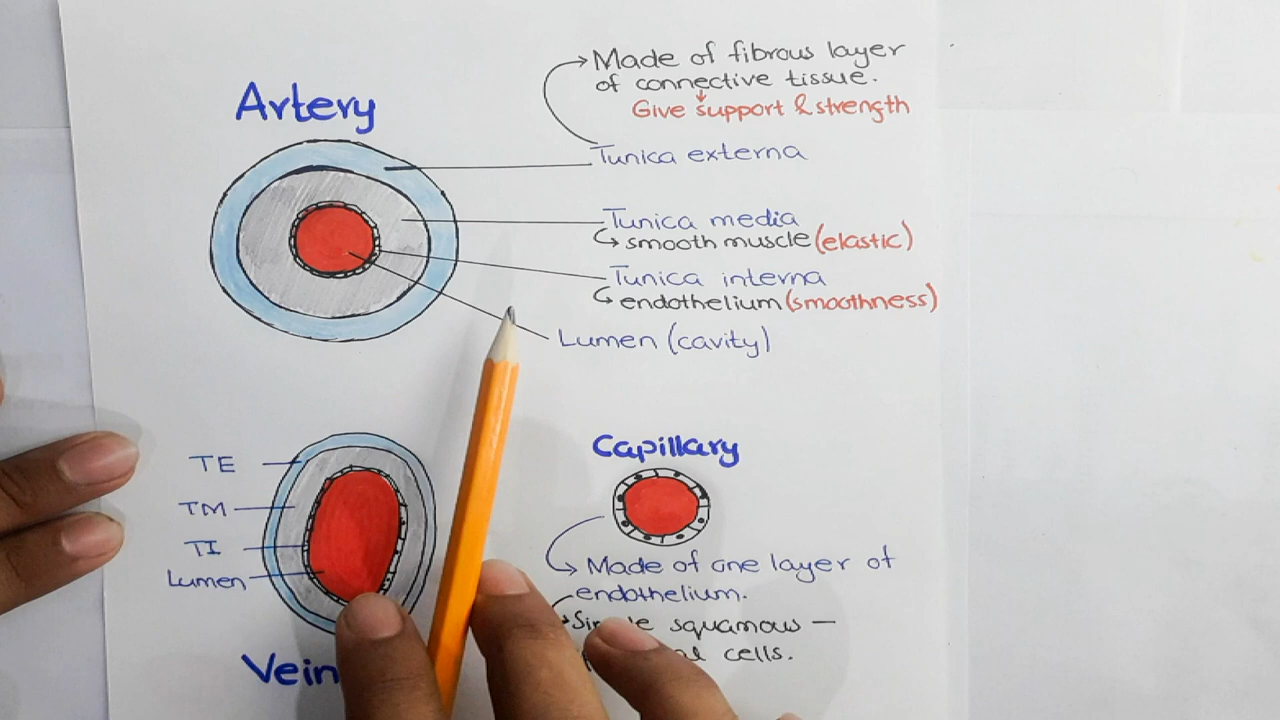 Artery
Made of fibrous layer
of connective tissue.
Give support & strength
Tunica externa
Tunica media
smooth muscle (elastic)
Tunica interna
endothelium (smoothness)
Lumen (cavity)
TE
TM
TI
Lumen
Vein
Capillary
Made of one layer of
endothelium.
squamous —
cells.